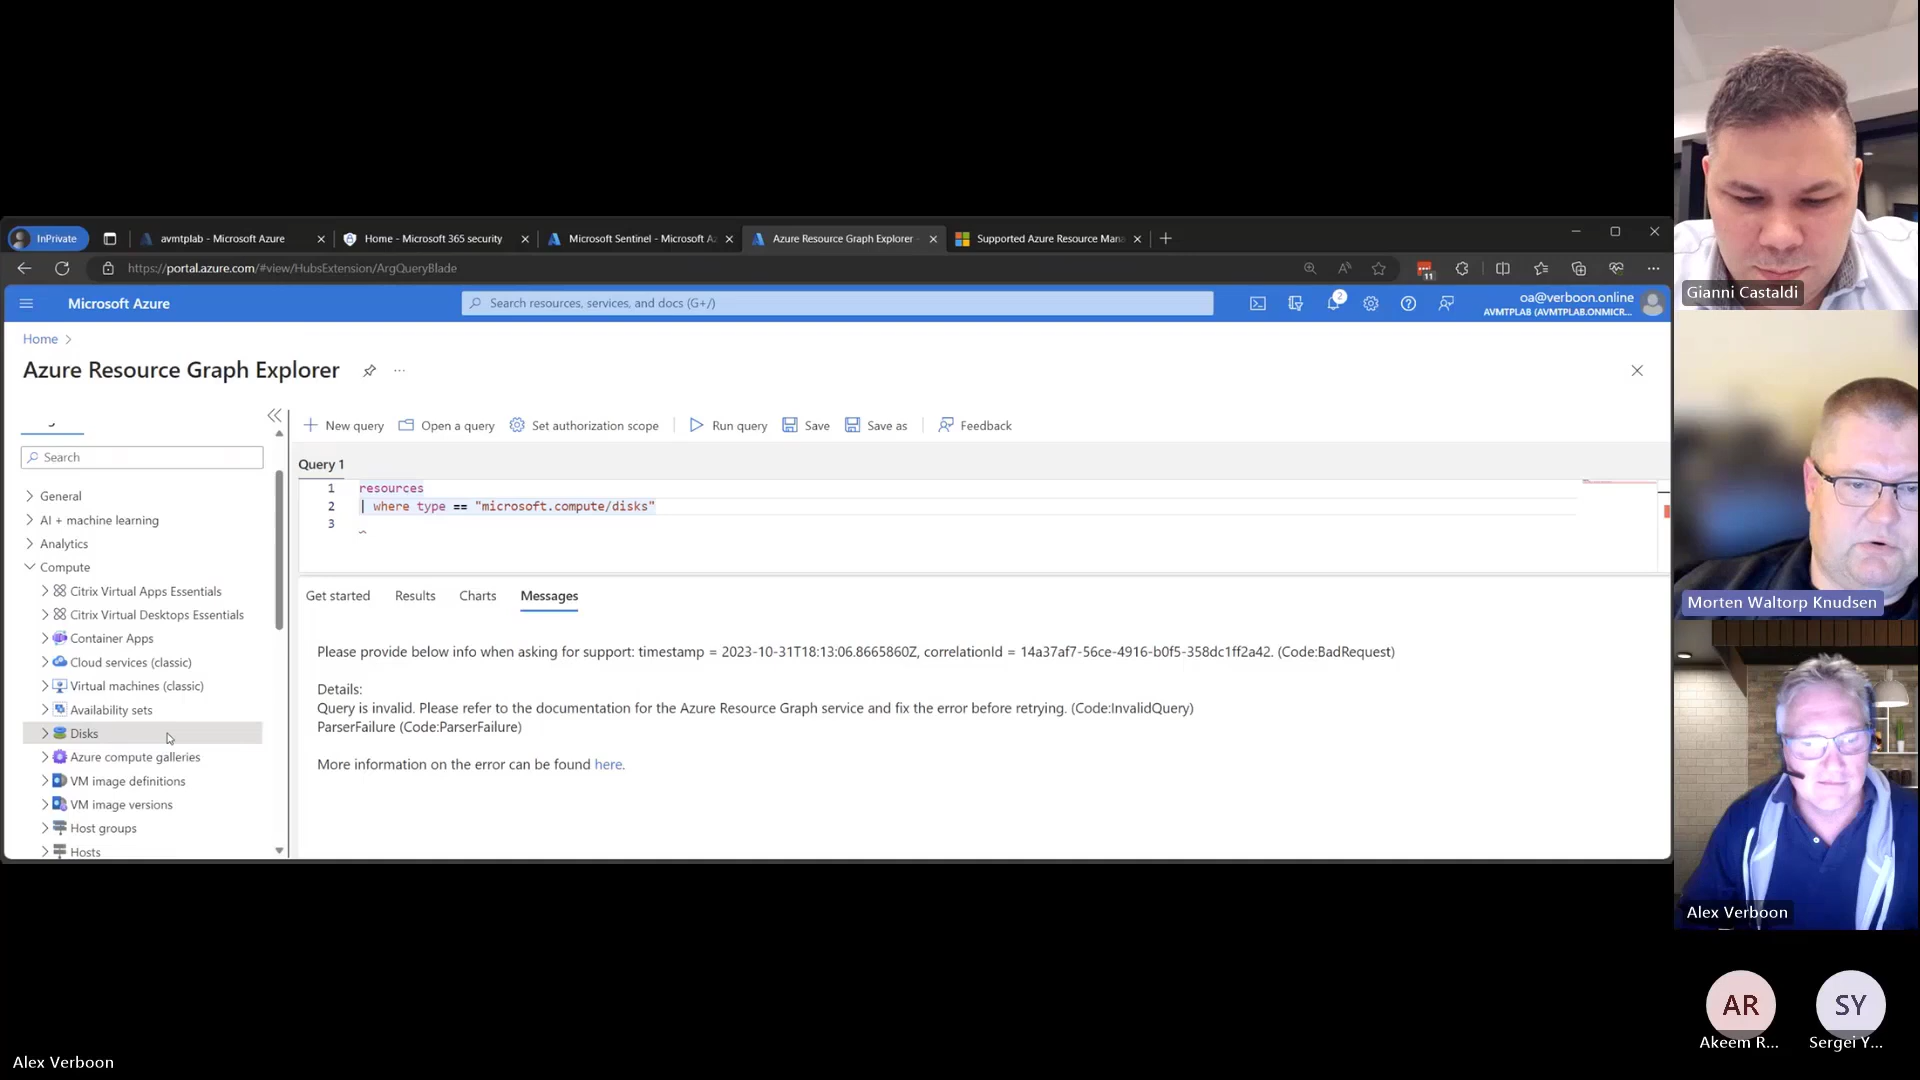 InPrivate
avmtplab - Microsoft Azure
Home - Microsoft 365 security
Microsoft Sentinel - Microsoft Az
Azure Resource Graph Explorer -
Supported Azure Resource Man
https://portal.azure.com/#view/HubsExtension/ArgQueryBlade
11
Microsoft Azure
Search resources, services, and docs (G+/)
2
oa@verboon.online
AVMTPLAB (AVMTPLAB.ONMICR...
Home
Azure Resource Graph Explorer
...
Search
General
AI + machine learning
Analytics
Compute
Citrix Virtual Apps Essentials
Citrix Virtual Desktops Essentials
Container Apps
Cloud services (classic)
Virtual machines (classic)
Availability sets
Disks
Azure compute galleries
VM image definitions
VM image versions
Host groups
Hosts
New query
Open a query
Set authorization scope
Run query
Save
Save as
Feedback
Query 1
1 resources
2 | where type == "microsoft.compute/disks"
3
Get started
Results
Charts
Messages
Please provide below info when asking for support: timestamp = 2023-10-31T18:13:06.8665860Z, correlationId = 14a37af7-56ce-4916-b0f5-358dc1ff2a42. (Code:BadRequest)
Details:
Query is invalid. Please refer to the documentation for the Azure Resource Graph service and fix the error before retrying. (Code:InvalidQuery)
ParserFailure (Code:ParserFailure)
More information on the error can be found here.
Gianni Castaldi
Morten Waltorp Knudsen
Alex Verboon
AR
Akeem R...
SY
Sergei Y...
Alex Verboon